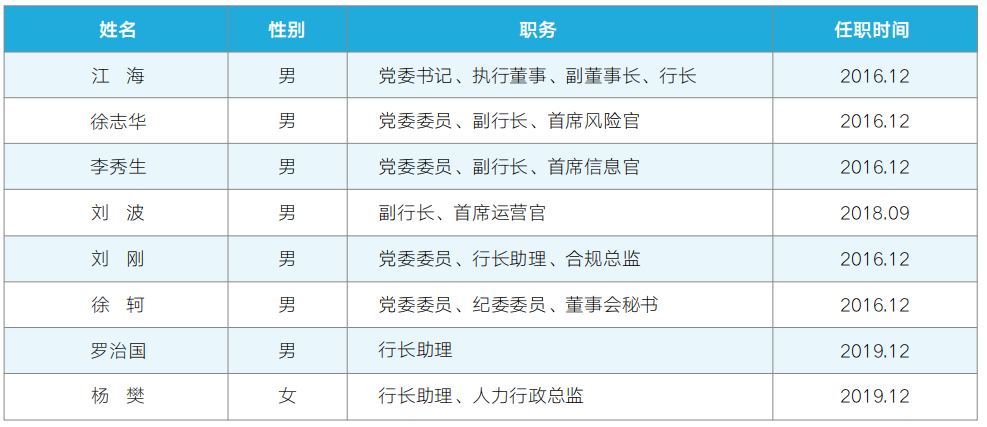 姓名 性别 职务 任职时间
江 海 男 党委书记、执行董事、副董事长、行长 2016.12
徐志华 男 党委委员、副行长、首席风险官 2016.12
李秀生 男 党委委员、副行长、首席信息官 2016.12
刘 波 男 副行长、首席运营官 2018.09
刘 刚 男 党委委员、行长助理、合规总监 2016.12
徐 轲 男 党委委员、纪委委员、董事会秘书 2016.12
罗治国 男 行长助理 2019.12
杨 樊 女 行长助理、人力行政总监 2019.12